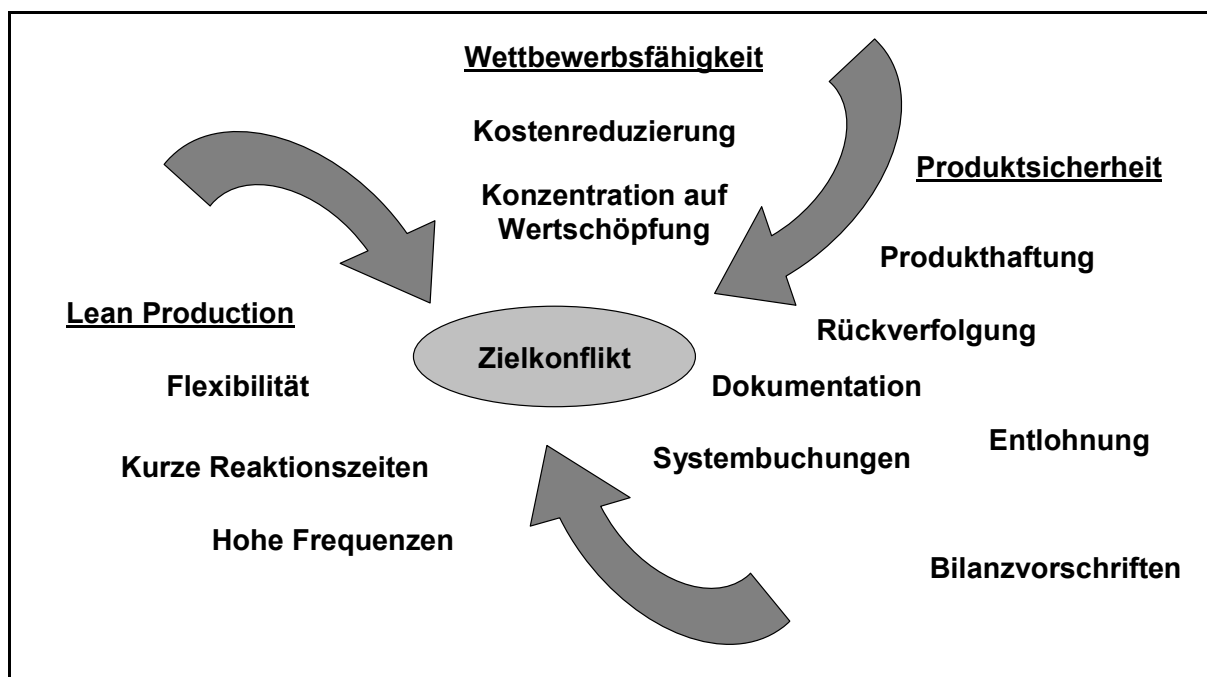 Wettbewerbsfähigkeit
Kostenreduzierung
Konzentration auf
Wertschöpfung
Produktsicherheit
Produkthaftung
Rückverfolgung
Dokumentation
Systembuchungen
Entlohnung
Bilanzvorschriften
Lean Production
Flexibilität
Kurze Reaktionszeiten
Hohe Frequenzen
Zielkonflikt